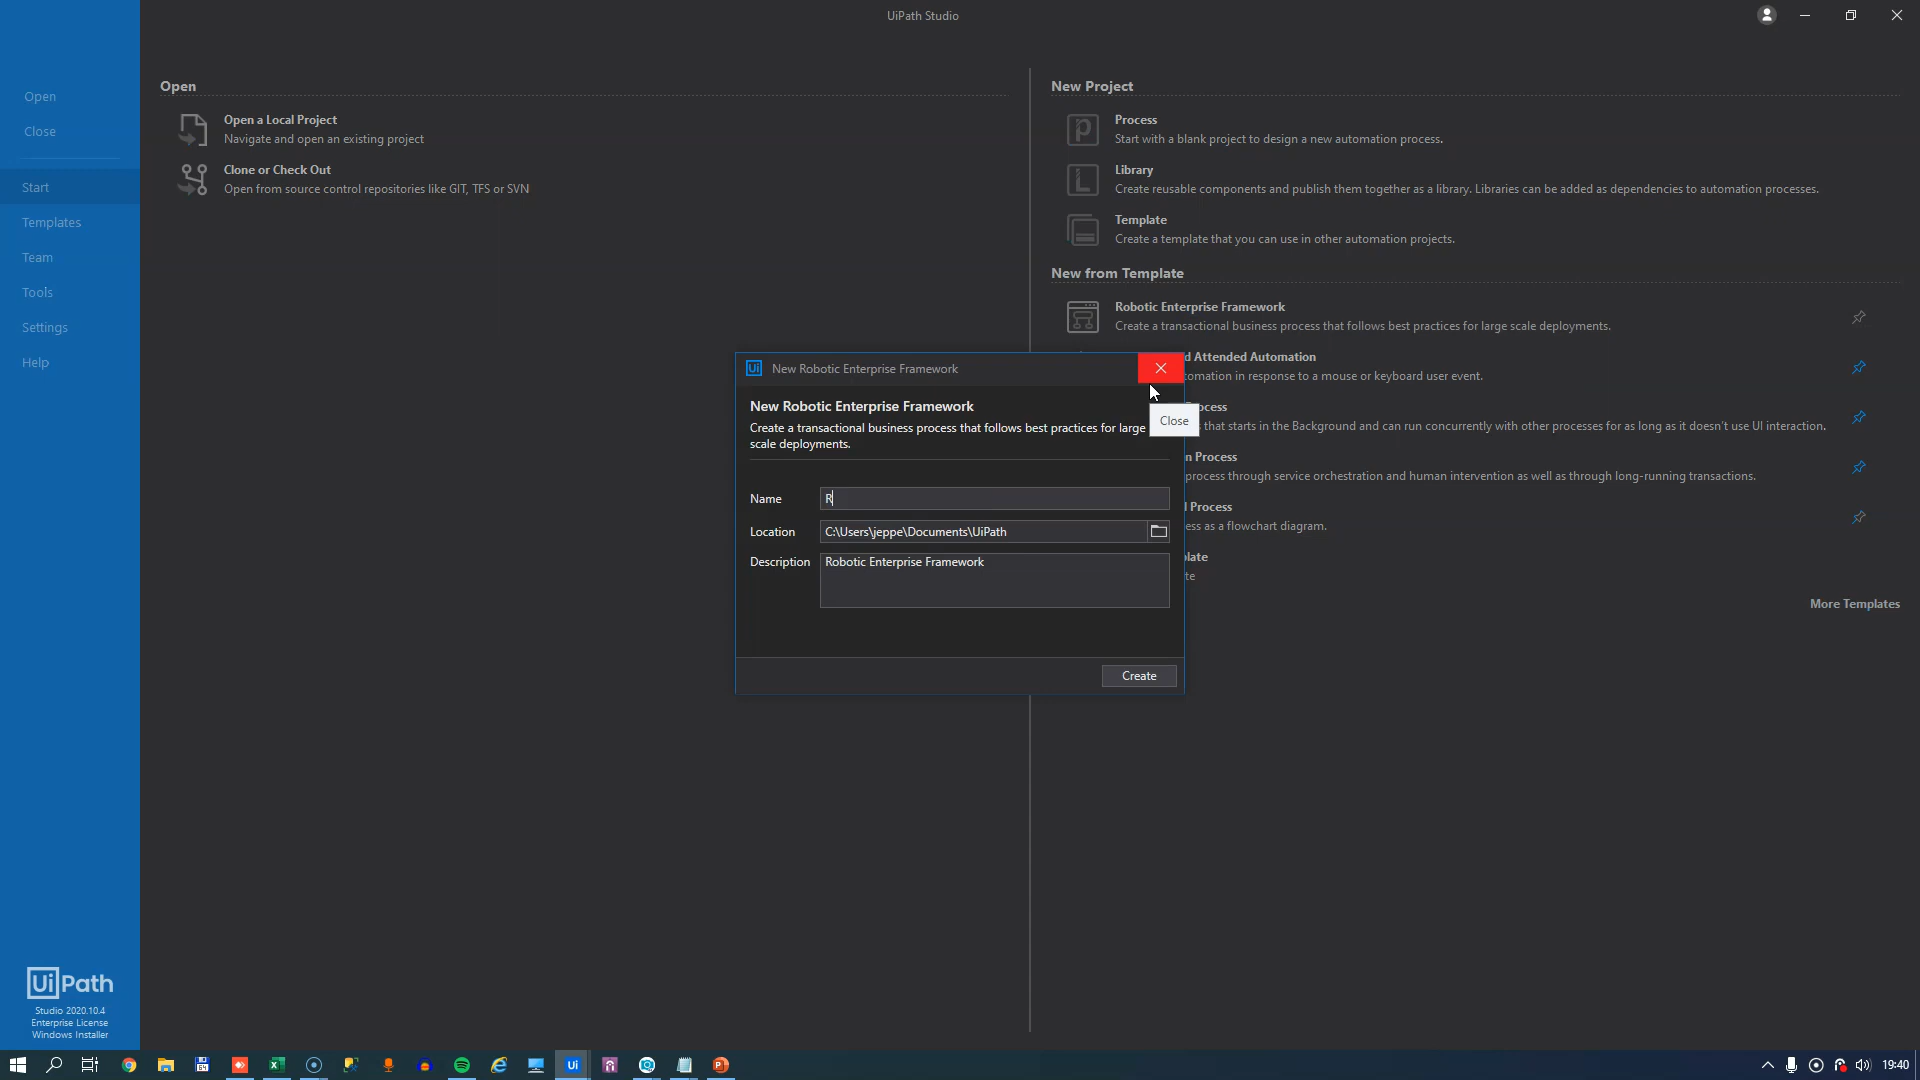 UiPath Studio
Open
Close
Start
Templates
Team
Tools
Settings
Help
Open
Open a Local Project
Navigate and open an existing project
Clone or Check Out
Open from source control repositories like GIT, TFS or SVN
New Project
Process
Start with a blank project to design a new automation process.
Library
Create reusable components and publish them together as a library. Libraries can be added as dependencies to automation processes.
Template
Create a template that you can use in other automation projects.
New from Template
Robotic Enterprise Framework
Create a transactional business process that follows best practices for large scale deployments.
d Attended Automation
tomation in response to a mouse or keyboard user event.
rocess
that starts in the Background and can run concurrently with other processes for as long as it doesn't use UI interaction.
n Process
process through service orchestration and human intervention as well as through long-running transactions.
l Process
ess as a flowchart diagram.
plate
te
More Templates
Ui New Robotic Enterprise Framework
New Robotic Enterprise Framework
Create a transactional business process that follows best practices for large
scale deployments.
Close
Name R
Location C:\Users\jeppe\Documents\UiPath
Description Robotic Enterprise Framework
Create
UiPath
Studio 2020.10.4
Enterprise License
Windows Installer
64
Ui
19:40